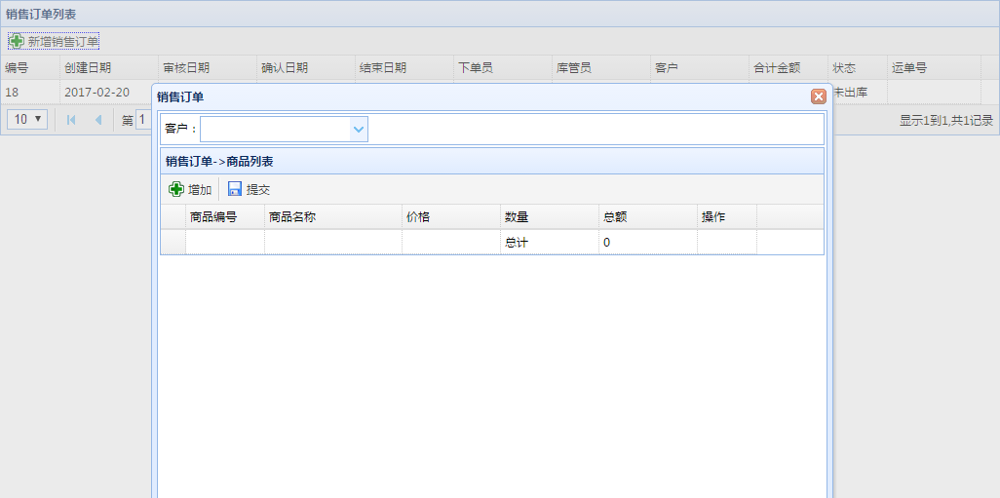 销售订单列表
新增销售订单
编号 创建日期 审核日期 确认日期 结束日期 下单员 库管员 客户 合计金额 状态 运单号
18 2017-02-20 未出库
10 第 1 显示1到1,共1记录
销售订单
客户：
销售订单->商品列表
增加 提交
商品编号 商品名称 价格 数量 总额 操作
总计 0